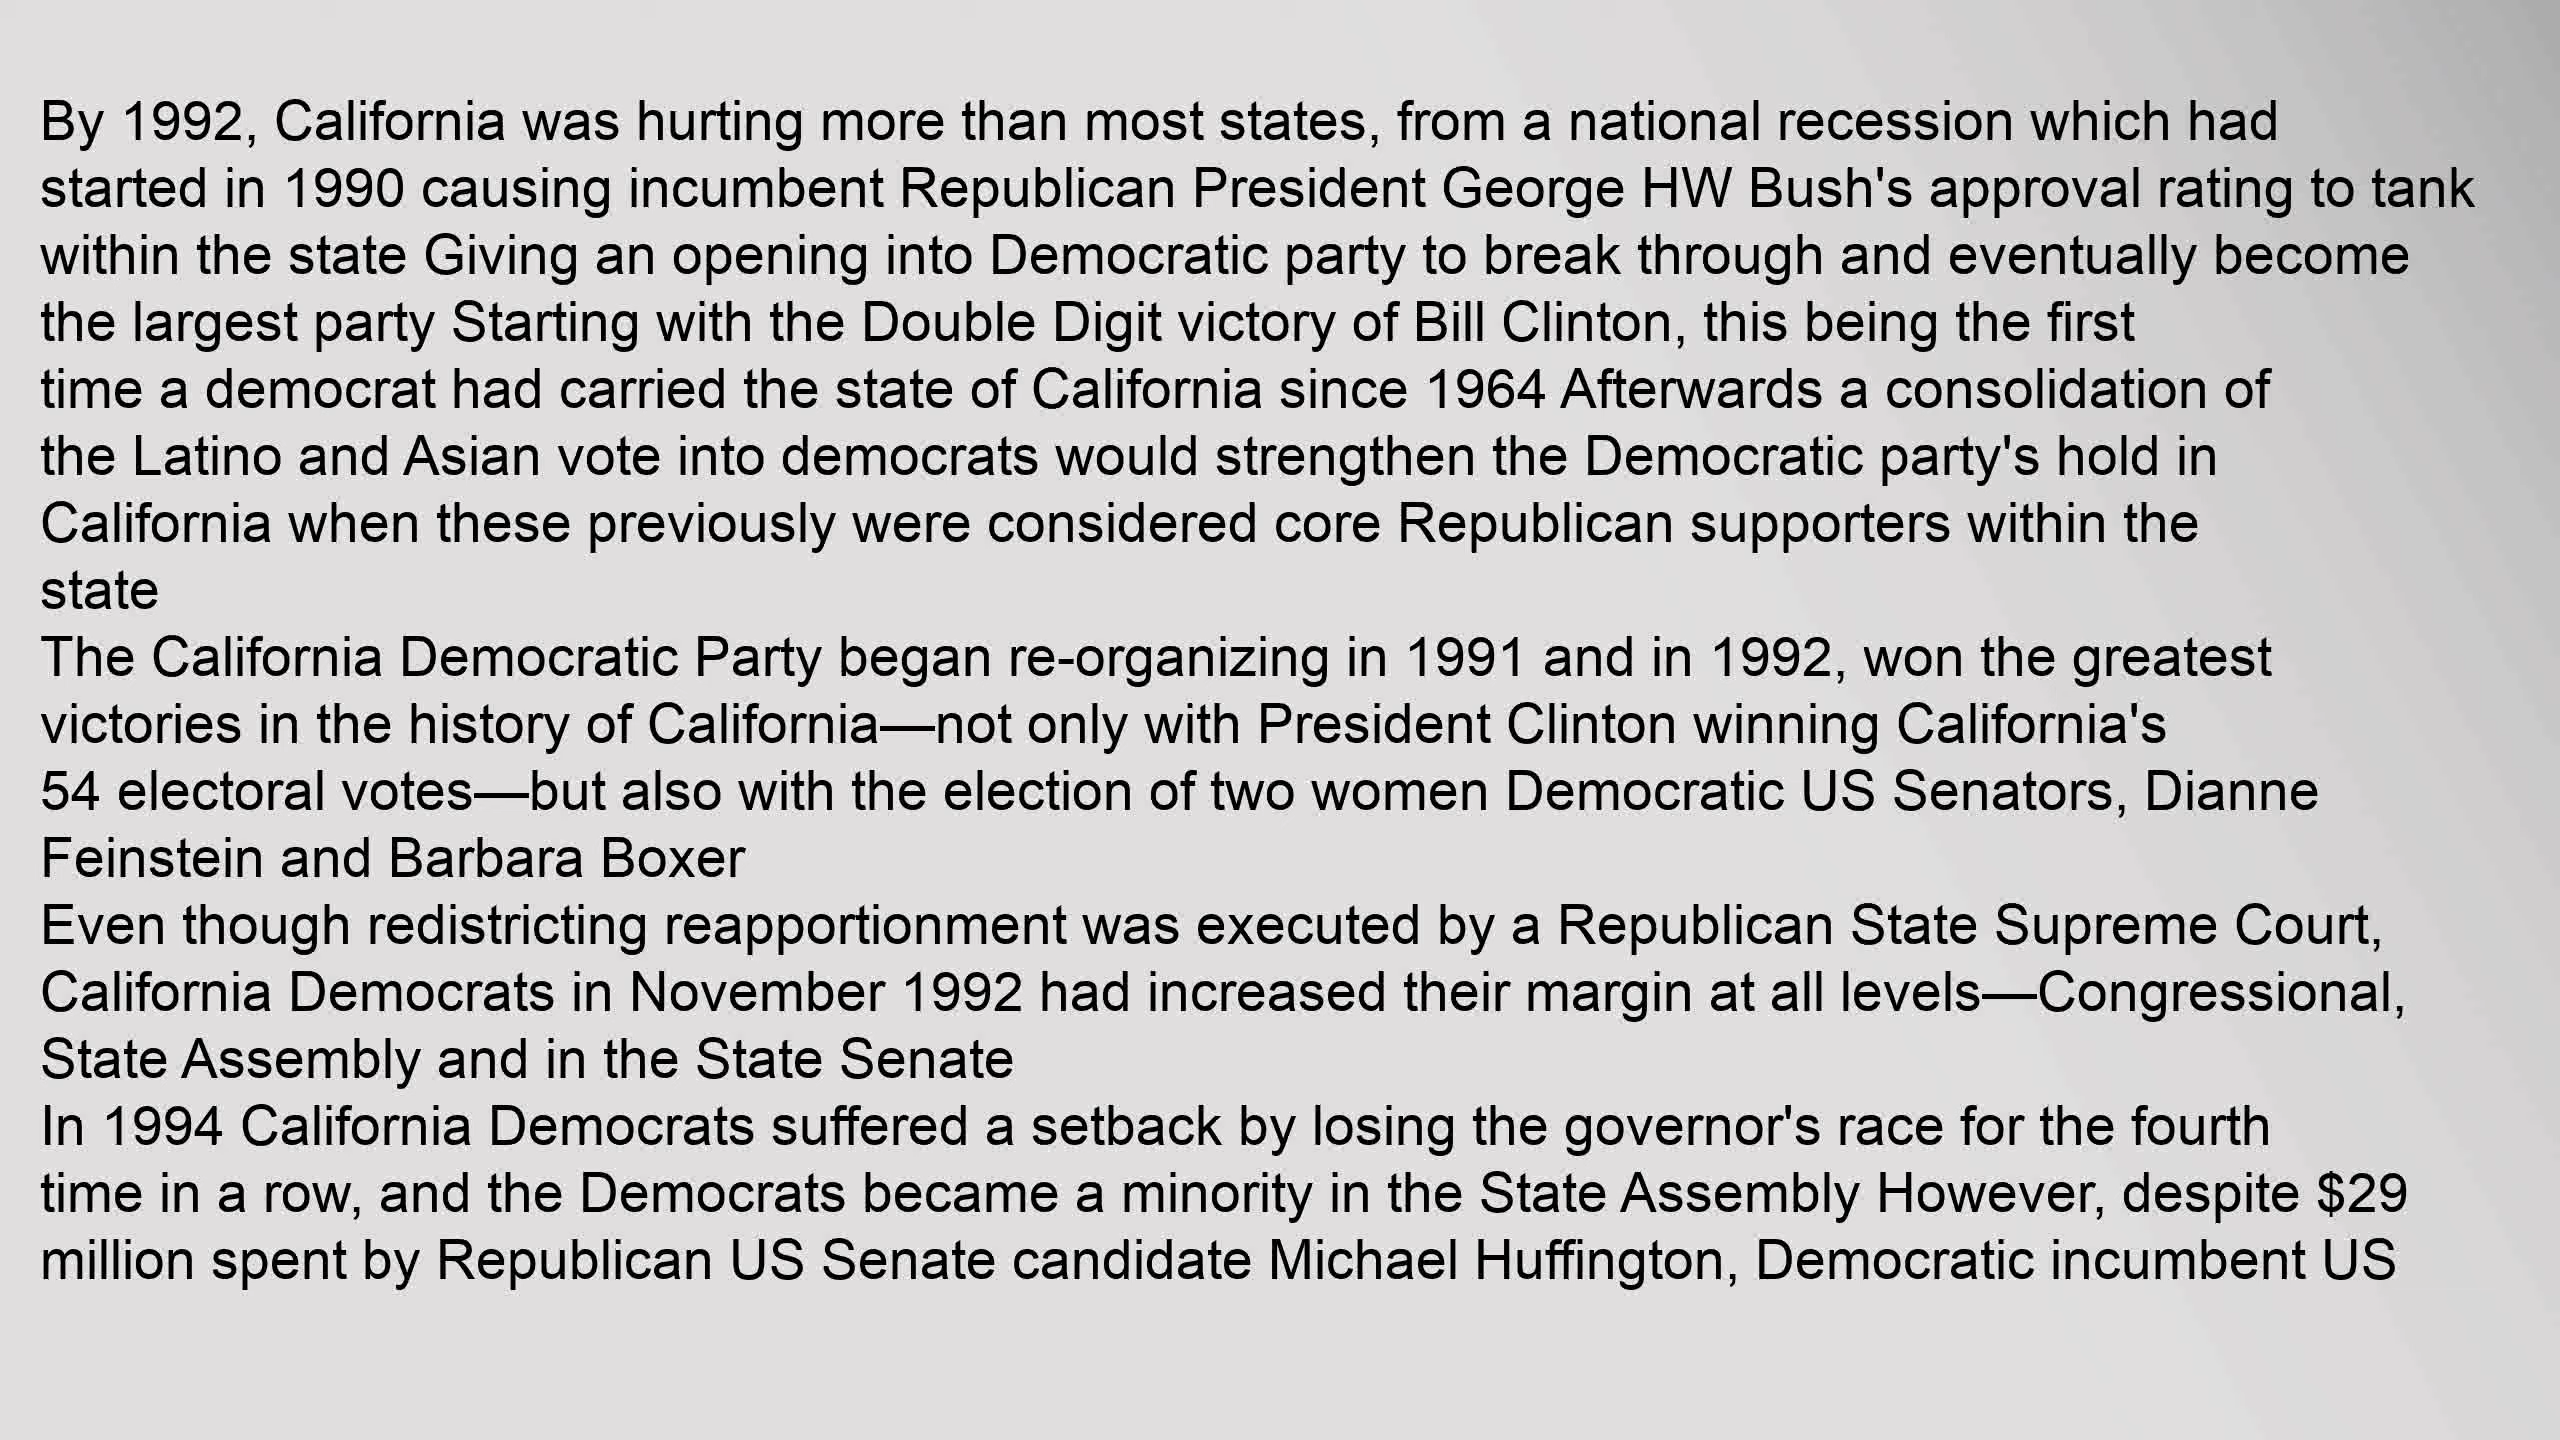 By 1992, California was hurting more than most states, from a national recession which had
started in 1990 causing incumbent Republican President George HW Bush's approval rating to tank
within the state Giving an opening into Democratic party to break through and eventually become
the largest party Starting with the Double Digit victory of Bill Clinton, this being the first
time a democrat had carried the state of California since 1964 Afterwards a consolidation of
the Latino and Asian vote into democrats would strengthen the Democratic party's hold in
California when these previously were considered core Republican supporters within the
state
The California Democratic Party began re-organizing in 1991 and in 1992, won the greatest
victories in the history of California—not only with President Clinton winning California's
54 electoral votes—but also with the election of two women Democratic US Senators, Dianne
Feinstein and Barbara Boxer
Even though redistricting reapportionment was executed by a Republican State Supreme Court,
California Democrats in November 1992 had increased their margin at all levels—Congressional,
State Assembly and in the State Senate
In 1994 California Democrats suffered a setback by losing the governor's race for the fourth
time in a row, and the Democrats became a minority in the State Assembly However, despite $29
million spent by Republican US Senate candidate Michael Huffington, Democratic incumbent US